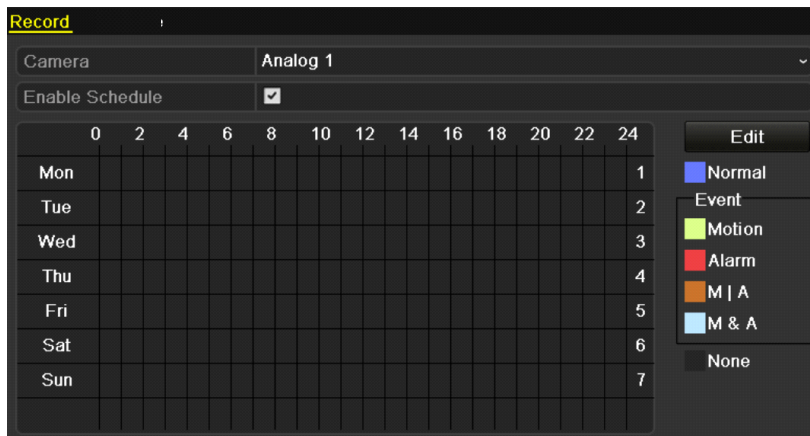 Record
Camera Analog 1
Enable Schedule
0 2 4 6 8 10 12 14 16 18 20 22 24
Edit
Mon 1
Normal
Tue 2
Event
Motion
Wed 3
Alarm
Thu 4
M | A
Fri 5
M & A
Sat 6
None
Sun 7